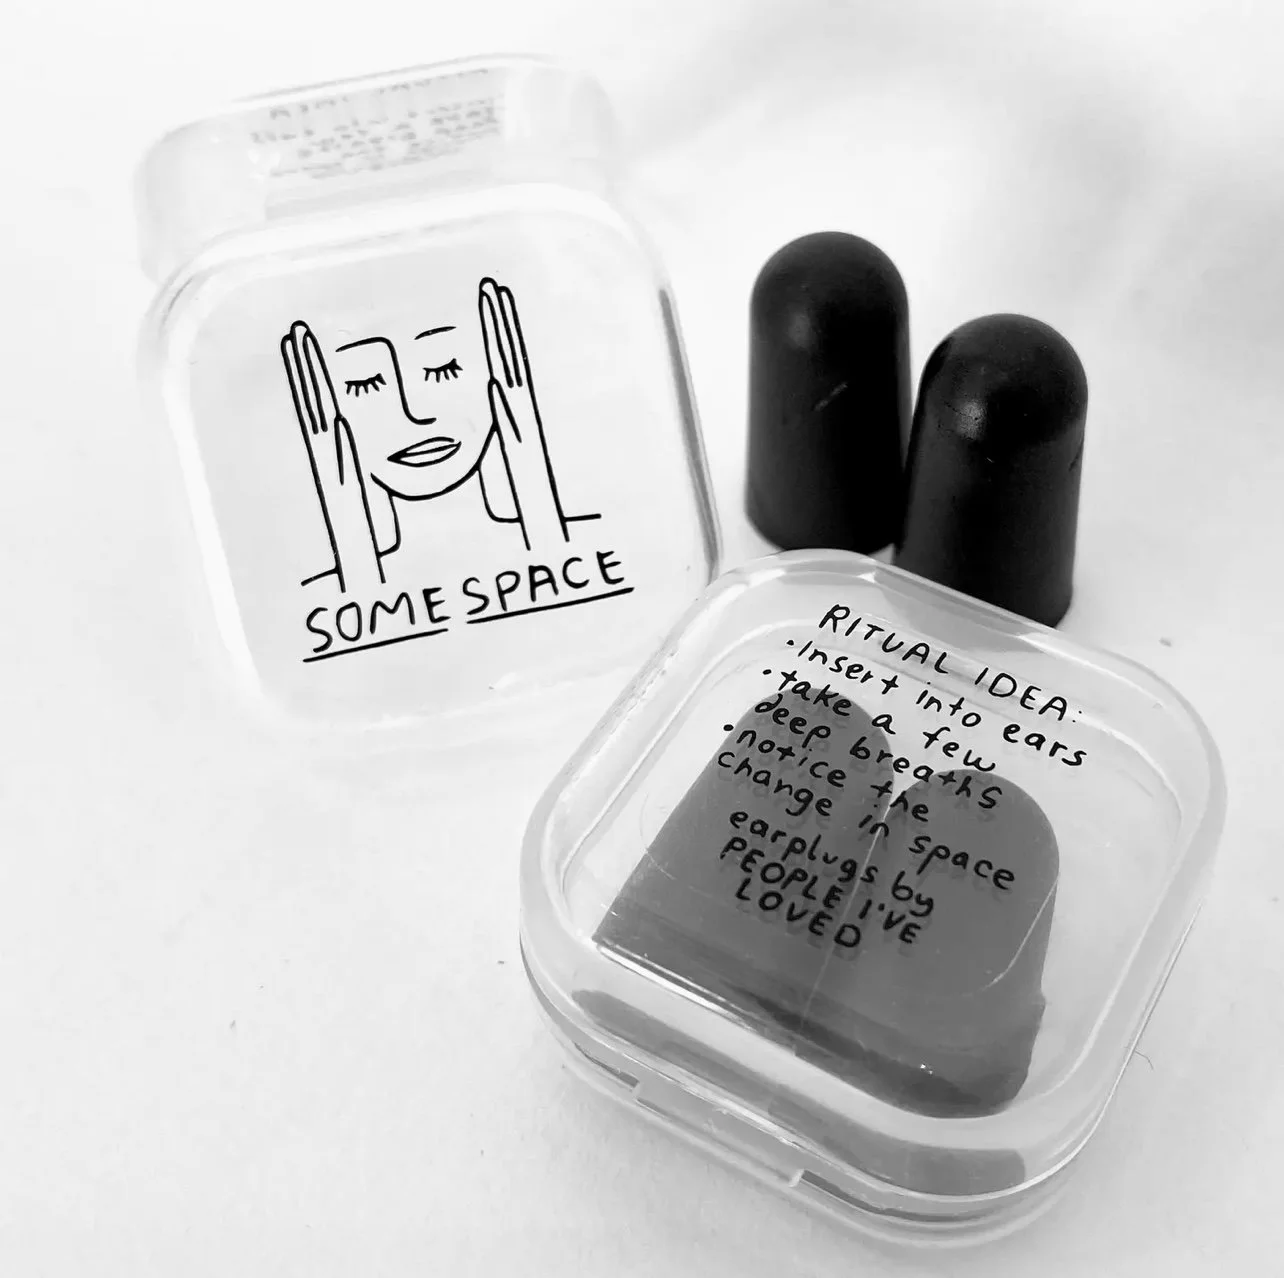 SOME SPACE
RITUAL IDEA:
• insert into ears
• take a few
deep breaths
• notice the
change in space
earplugs by
PEOPLE I'VE
LOVED